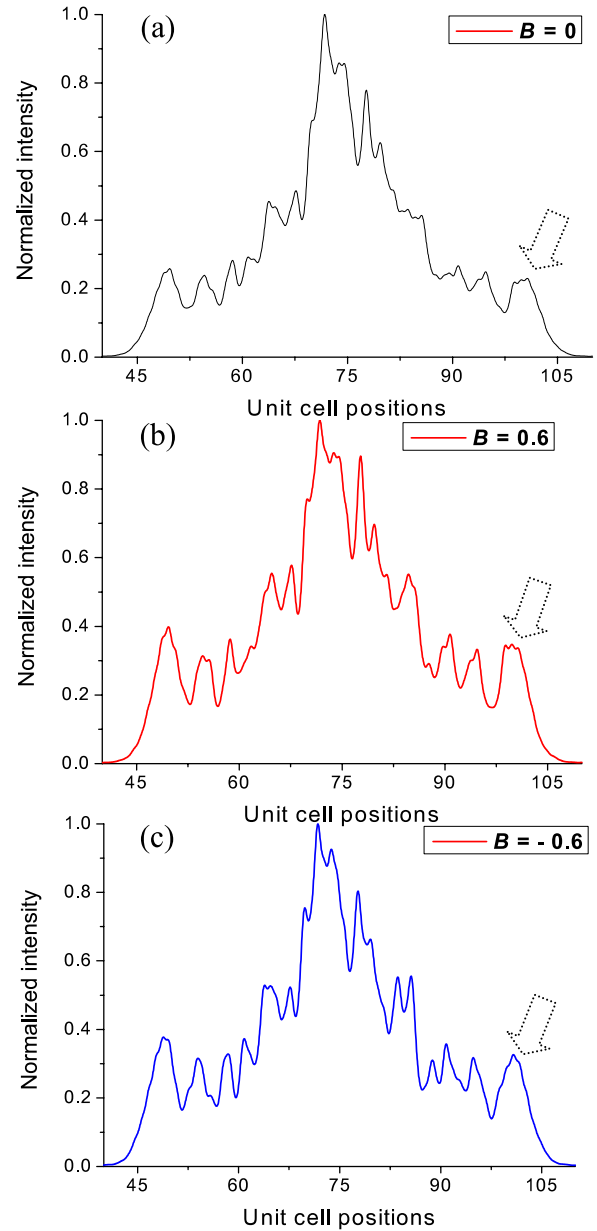 (a)
B = 0
Normalized intensity
1.0
0.8
0.6
0.4
0.2
0.0
45 60 75 90 105
Unit cell positions
(b)
B = 0.6
Normalized intensity
1.0
0.8
0.6
0.4
0.2
0.0
45 60 75 90 105
Unit cell positions
(c)
B = - 0.6
Normalized intensity
1.0
0.8
0.6
0.4
0.2
0.0
45 60 75 90 105
Unit cell positions